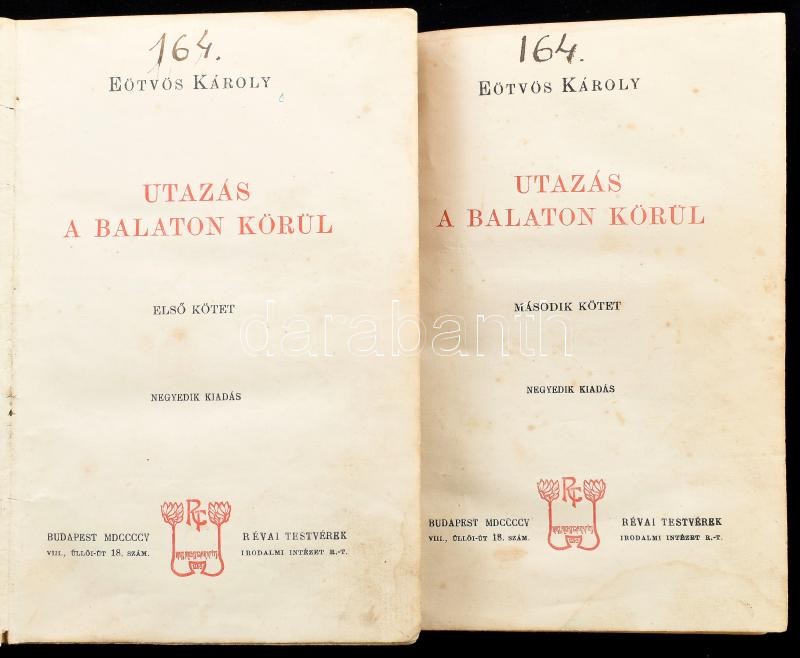 164.
EÖTVÖS KÁROLY
UTAZÁS
A BALATON KÖRÜL
ELSŐ KÖTET
NEGYEDIK KIADÁS
BUDAPEST MDCCCCV
VIII., ÜLLŐI-ÚT 18. SZÁM.
RÉVAI TESTVÉREK
IRODALMI INTÉZET R.-T.
164.
EÖTVÖS KÁROLY
UTAZÁS
A BALATON KÖRÜL
MÁSODIK KÖTET
NEGYEDIK KIADÁS
BUDAPEST MDCCCCV
VIII., ÜLLŐI-ÚT 18. SZÁM.
RÉVAI TESTVÉREK
IRODALMI INTÉZET R.-T.
darabanth